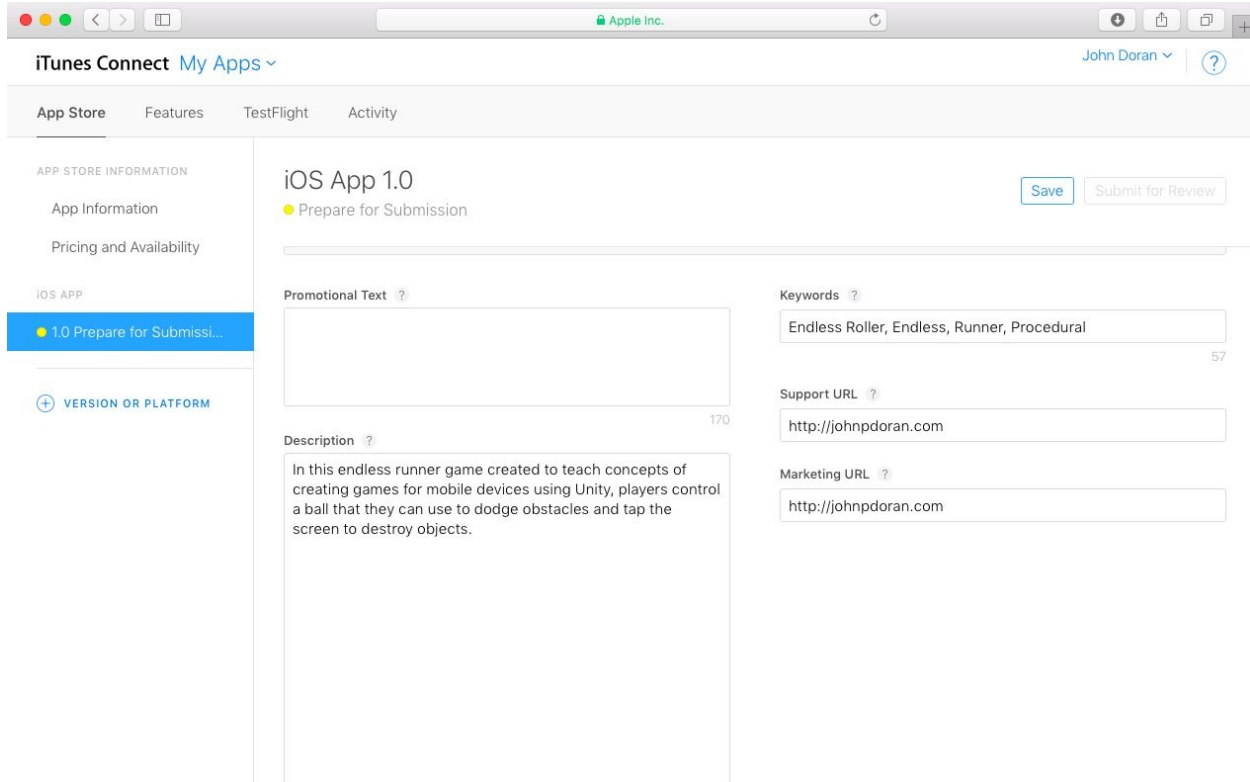 Apple Inc.
iTunes Connect My Apps
John Doran
?
App Store Features TestFlight Activity
APP STORE INFORMATION
App Information
Pricing and Availability
iOS APP
1.0 Prepare for Submissi...
VERSION OR PLATFORM
iOS App 1.0
Prepare for Submission
Save Submit for Review
Promotional Text ?
170
Description ?
In this endless runner game created to teach concepts of
creating games for mobile devices using Unity, players control
a ball that they can use to dodge obstacles and tap the
screen to destroy objects.
Keywords ?
Endless Roller, Endless, Runner, Procedural
57
Support URL ?
http://johnpdoran.com
Marketing URL ?
http://johnpdoran.com